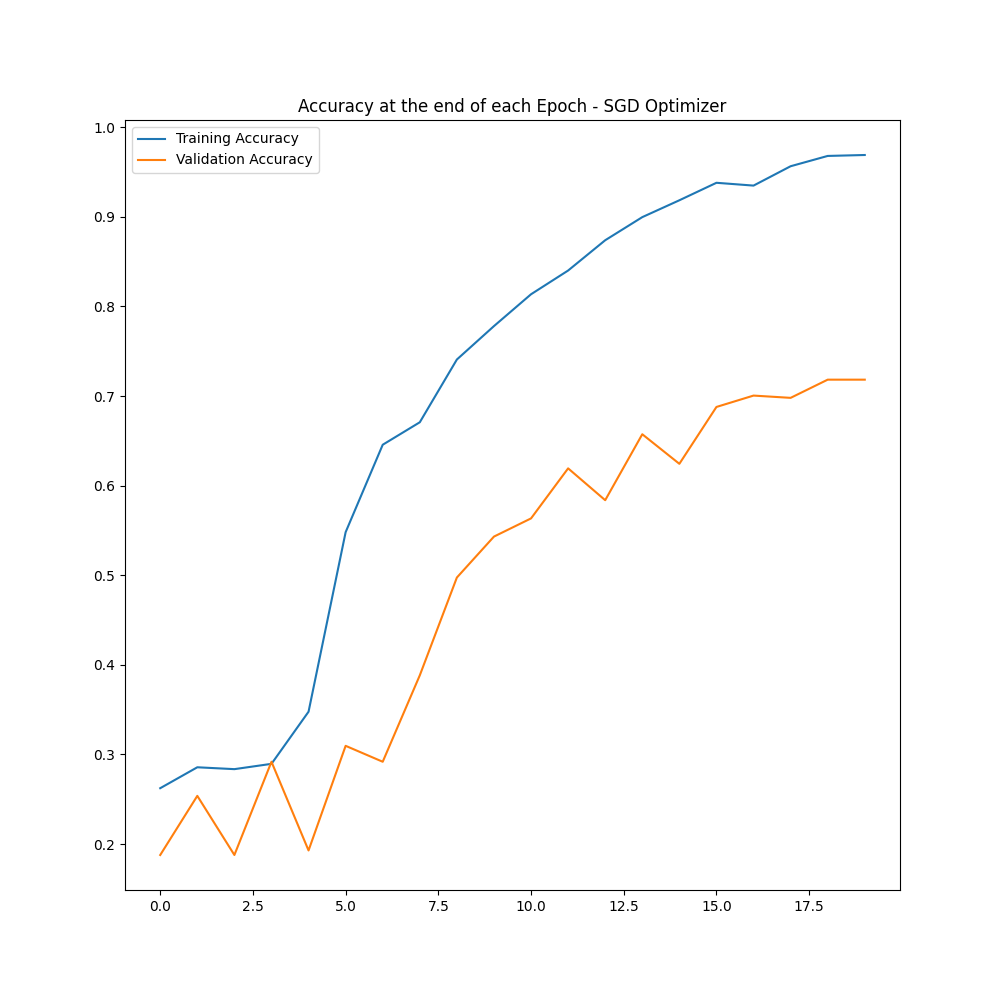 Accuracy at the end of each Epoch - SGD Optimizer
Training Accuracy
Validation Accuracy
1.0
0.9
0.8
0.7
0.6
0.5
0.4
0.3
0.2
0.0 2.5 5.0 7.5 10.0 12.5 15.0 17.5